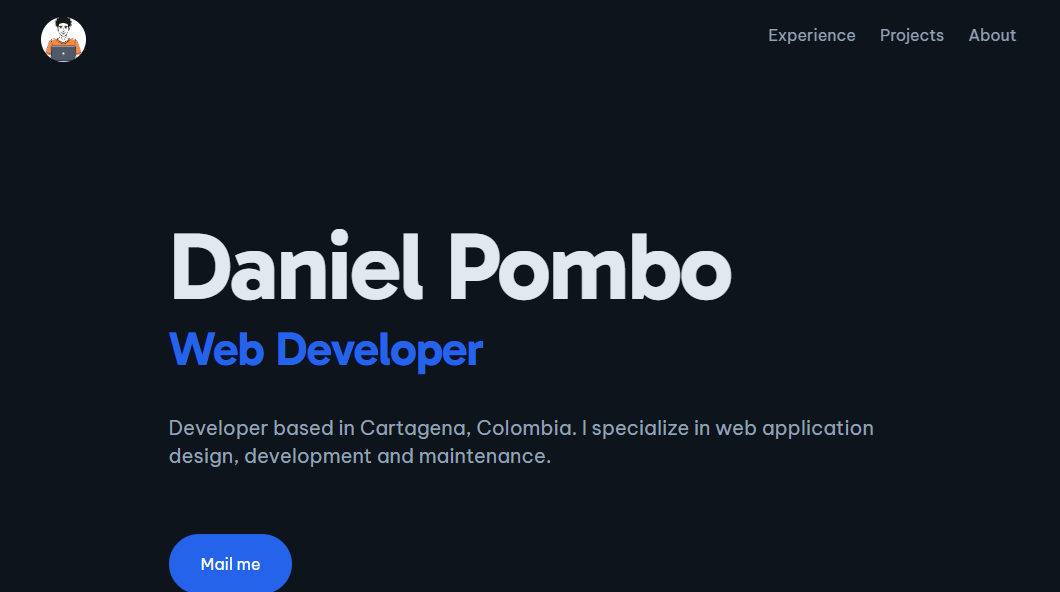 Experience Projects About
Daniel Pombo
Web Developer
Developer based in Cartagena, Colombia. I specialize in web application
design, development and maintenance.
Mail me